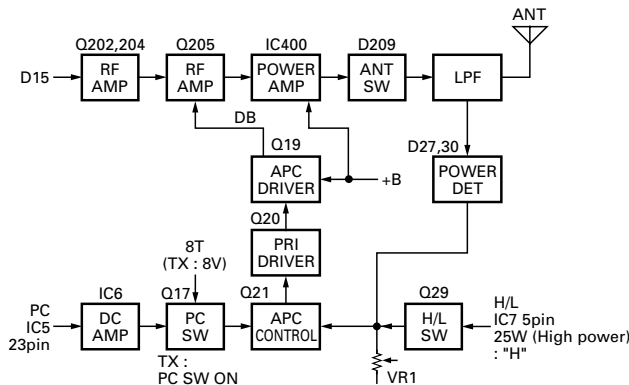 ANT
Q202,204
Q205
IC400
D209
D15
RF
AMP
RF
AMP
POWER
AMP
ANT
SW
LPF
DB
Q19
D27,30
APC
DRIVER
+B
POWER
DET
Q20
8T
(TX : 8V)
PRI
DRIVER
IC6
Q17
Q21
Q29
PC
IC5
23pin
DC
AMP
PC
SW
APC
CONTROL
H/L
SW
H/L
IC7 5pin
25W (High power)
: "H"
TX :
PC SW ON
VR1